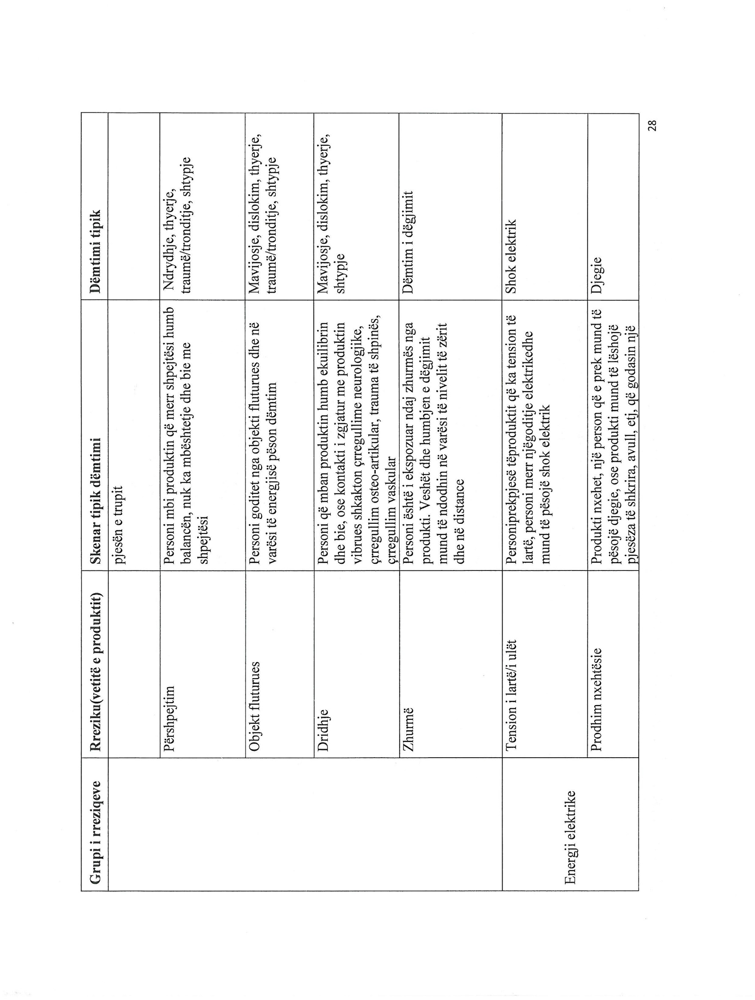 Grupi i rreziqeve Rreziku(vetitë e produktit) Skenar tipik dëmtimi Dëmtimi tipik
pjesën e trupit
Përshpejtim
Personi mbi produktin që merr shpejtësi humb
balancën, nuk ka mbështetje dhe bie me
shpejtësi
Ndrydhje, thyerje,
traumë/tronditje, shtypje
Objekt fluturues
Personi goditet nga objekti fluturues dhe në
varësi të energjisë pëson dëmtim
Mavijosje, dislokim, thyerje,
traumë/tronditje, shtypje
Dridhje
Personi që mban produktin humb ekuilibrin
dhe bie, ose kontakti i zgjatur me produktin
vibrues shkakton çrregullime neurologjike,
çrregullim osteo-artikular, trauma të shpinës,
çrregullim vaskular
Mavijosje, dislokim, thyerje,
shtypje
Zhurmë
Personi është i ekspozuar ndaj zhurmës nga
produkti. Veshët dhe humbjen e dëgjimit
mund të ndodhin në varësi të nivelit të zërit
dhe në distance
Dëmtim i dëgjimit
Energji elektrike
Tension i lartë/i ulët
Personiprekpjesë tëproduktit që ka tension të
lartë, personi merr njëgoditje elektrikedhe
mund të pësojë shok elektrik
Shok elektrik
Prodhim nxehtësie
Produkti nxehet, një person që e prek mund të
pësojë djegie, ose produkti mund të lëshojë
pjesëza të shkrira, avull, etj, që godasin një
Djegie
28